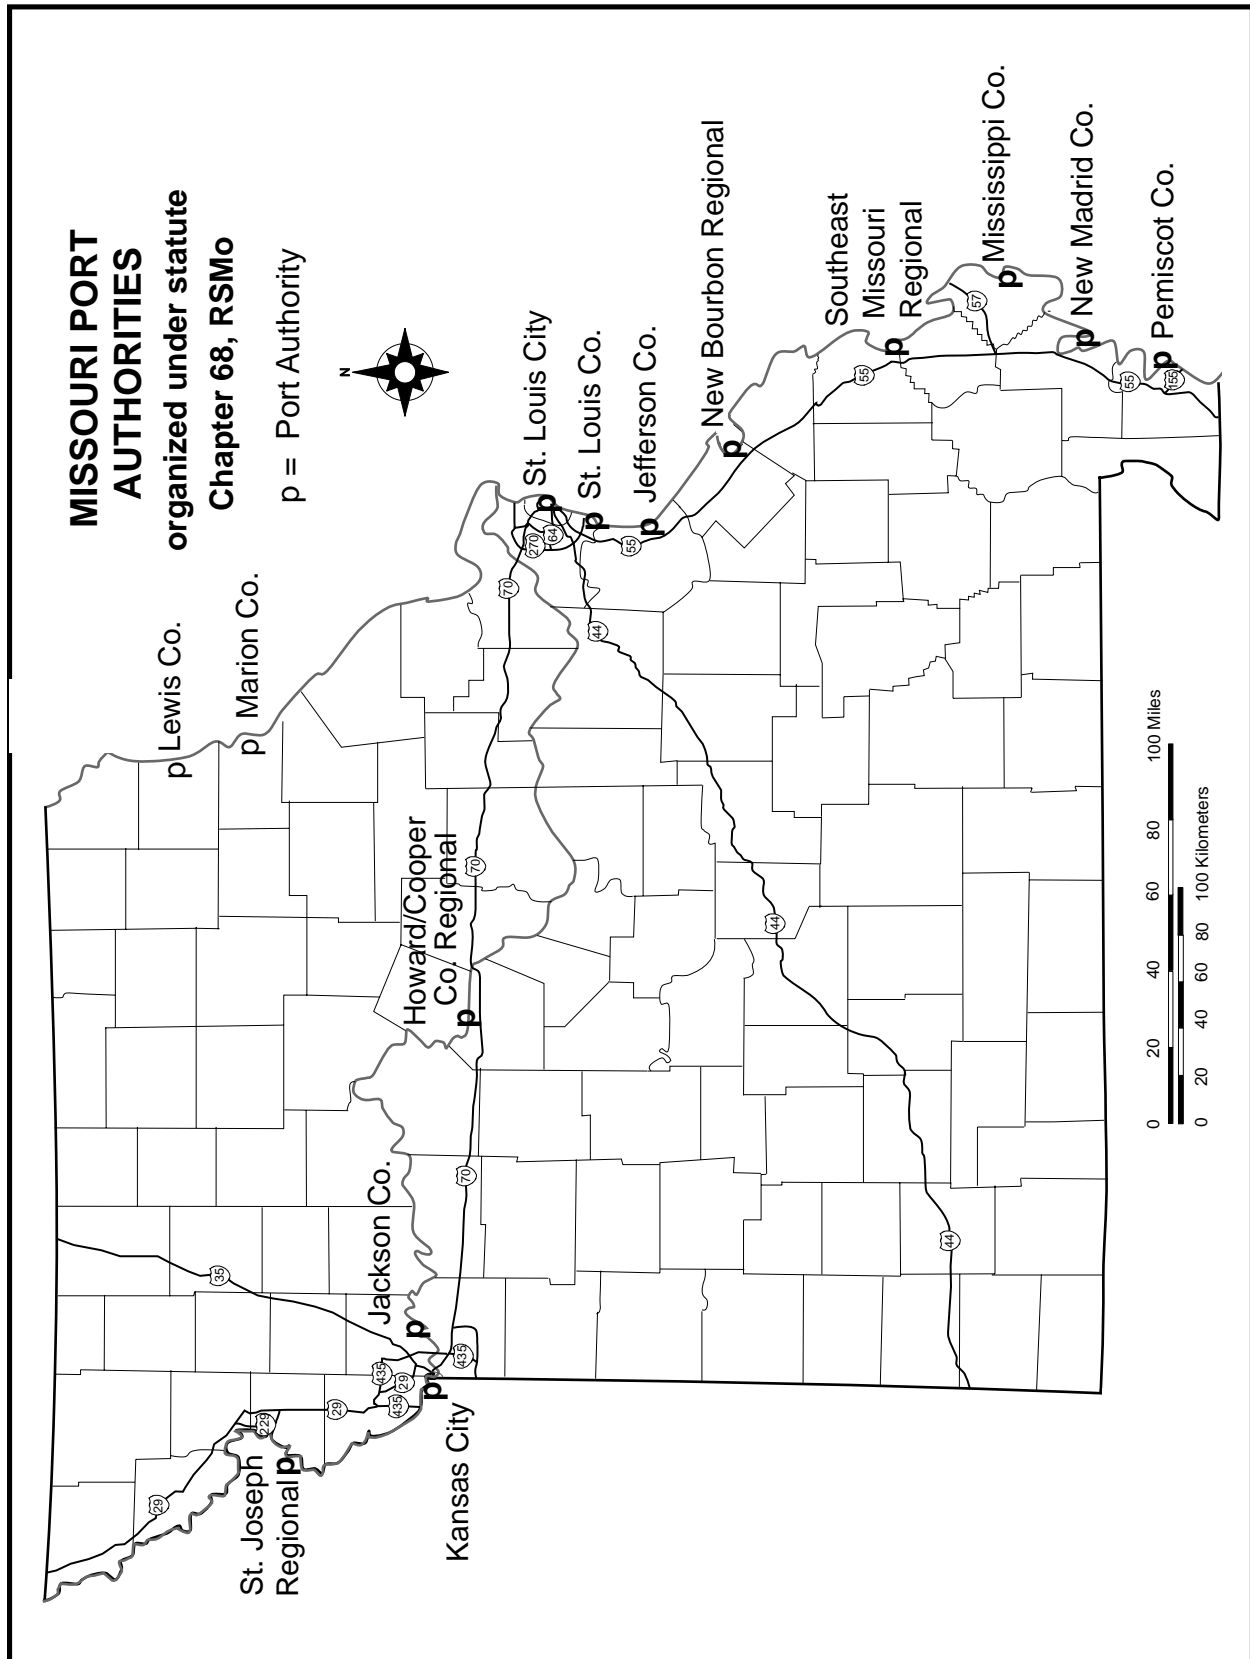 MISSOURI PORT
AUTHORITIES
organized under statute
Chapter 68, RSMo
p = Port Authority
N
p Lewis Co.
p Marion Co.
St. Louis City
p
St. Louis Co.
p
Jefferson Co.
p
New Bourbon Regional
p
Southeast
Missouri
Regional
p
Mississippi Co.
p
New Madrid Co.
p
Pemiscot Co.
p
Howard/Cooper
Co. Regional
p
Jackson Co.
p
Kansas City
p
St. Joseph
Regional
p
29
229
29
435
29
435
435
35
70
70
70
270
64
55
44
44
44
55
57
55
155
0 20 40 60 80 100 Miles
0 20 40 60 80 100 Kilometers